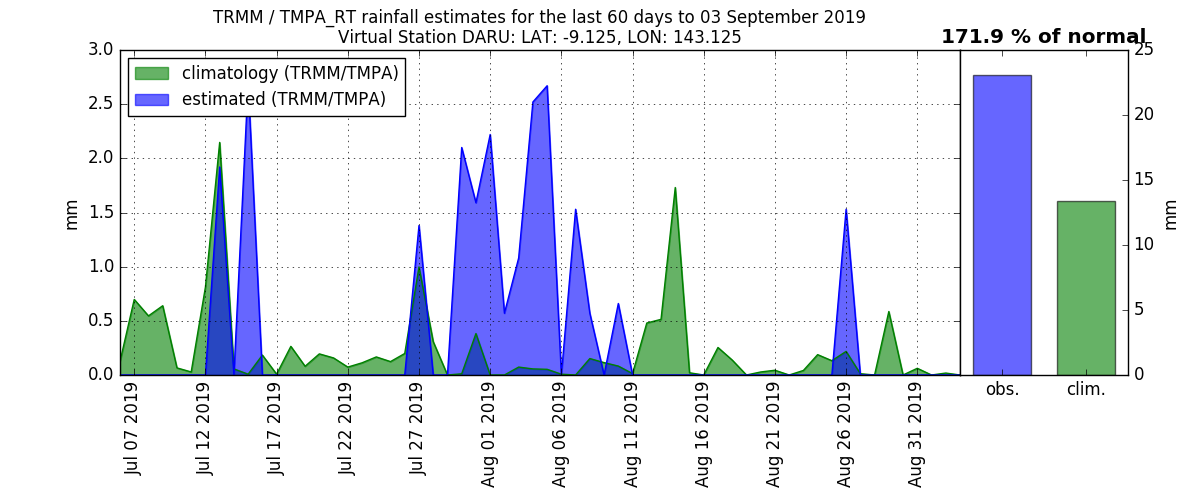 TRMM / TMPA_RT rainfall estimates for the last 60 days to 03 September 2019
Virtual Station DARU: LAT: -9.125, LON: 143.125
171.9 % of normal
climatology (TRMM/TMPA)
estimated (TRMM/TMPA)
3.0
2.5
2.0
1.5
1.0
0.5
0.0
mm
Jul 07 2019
Jul 12 2019
Jul 17 2019
Jul 22 2019
Jul 27 2019
Aug 01 2019
Aug 06 2019
Aug 11 2019
Aug 16 2019
Aug 21 2019
Aug 26 2019
Aug 31 2019
25
20
15
10
5
0
mm
obs.
clim.